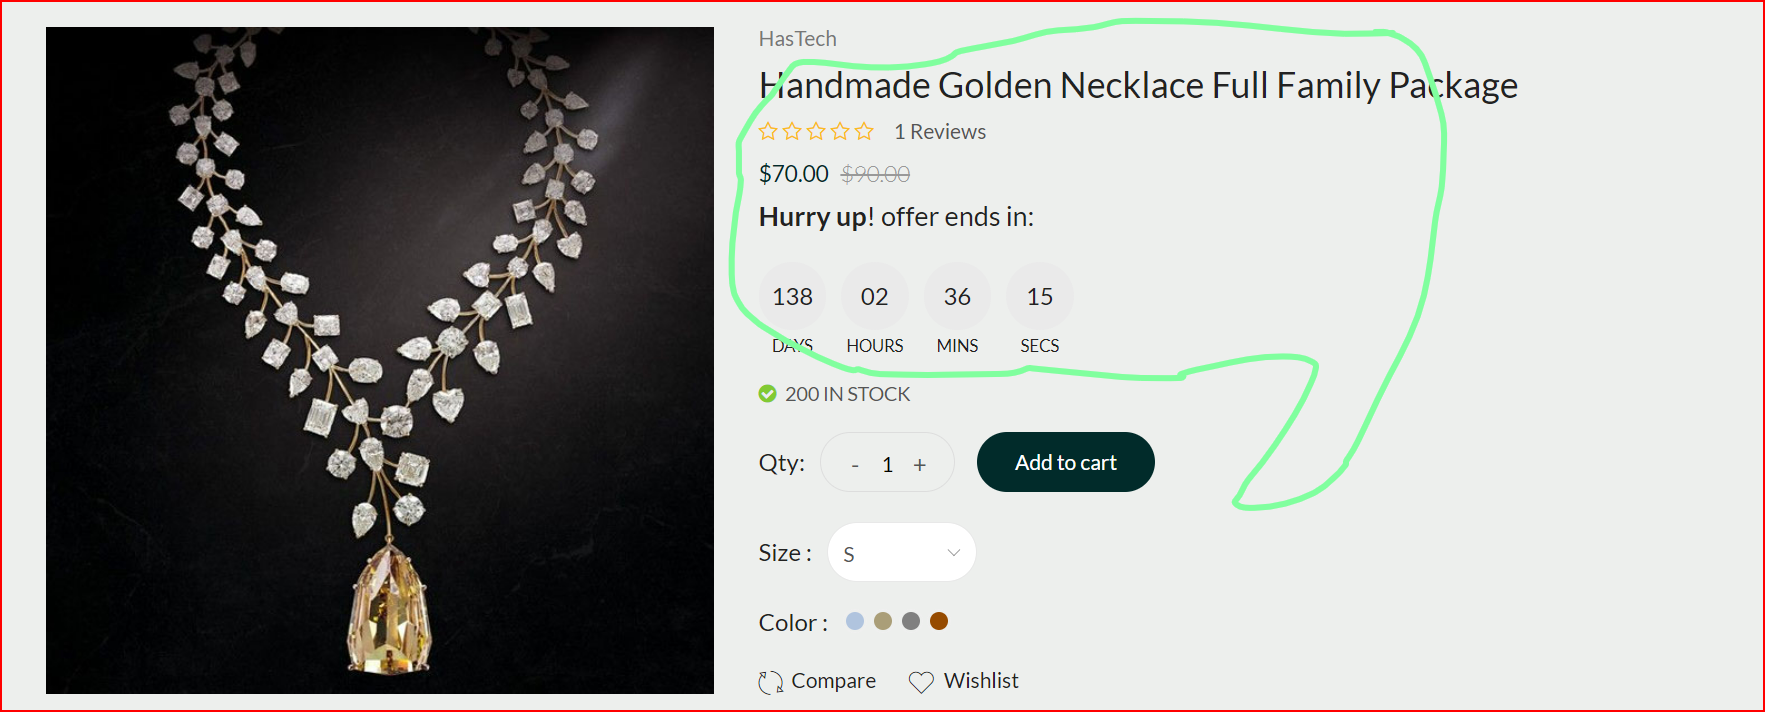 HasTech
Handmade Golden Necklace Full Family Package
1 Reviews
$70.00 $90.00
Hurry up! offer ends in:
138 02 36 15
DAYS HOURS MINS SECS
200 IN STOCK
Qty: - 1 + Add to cart
Size : S
Color :
Compare Wishlist